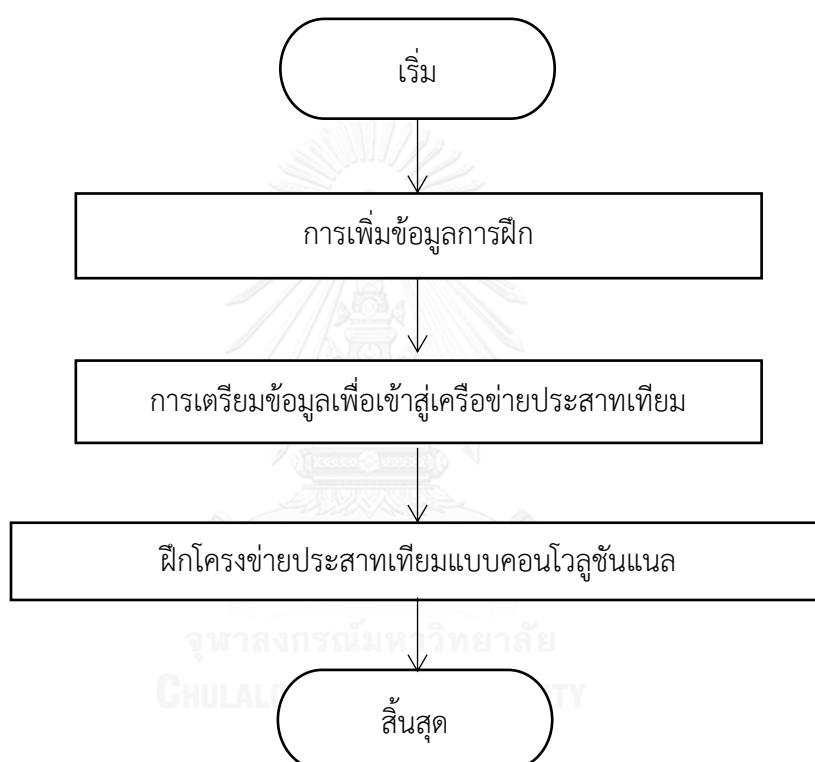 เริ่ม
การเพิ่มข้อมูลการฝึก
การเตรียมข้อมูลเพื่อเข้าสู่เครือข่ายประสาทเทียม
ฝึกโครงข่ายประสาทเทียมแบบคอนโวลูชันแนล
จุฬาลงกรณ์มหาวิทยาลัย
สิ้นสุด